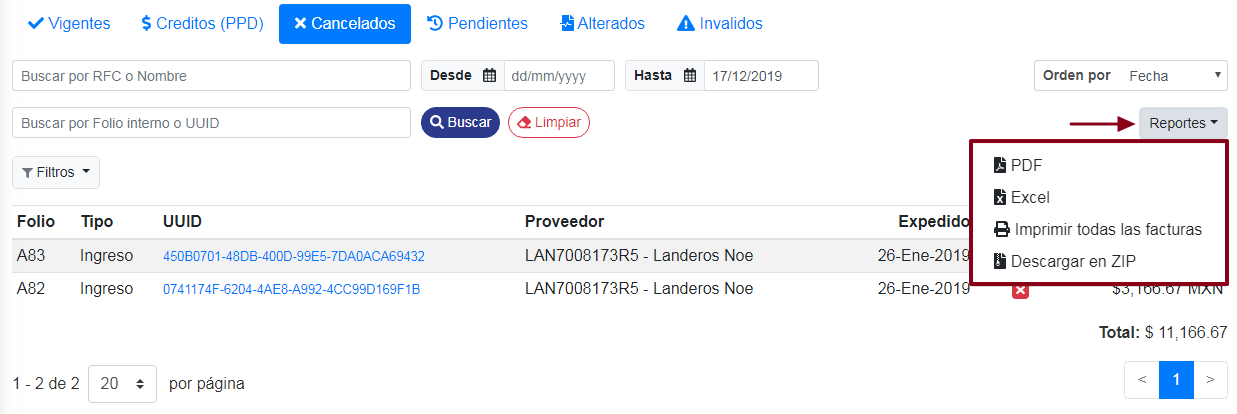 Vigentes Creditos (PPD) Cancelados Pendientes Alterados Invalidos
Buscar por RFC o Nombre Desde dd/mm/yyyy Hasta 17/12/2019 Orden por Fecha
Buscar por Folio interno o UUID Buscar Limpiar Reportes
PDF
Filtros
Excel
Folio Tipo UUID Proveedor Expedido
Imprimir todas las facturas
A83 Ingreso 450B0701-48DB-400D-99E5-7DA0ACA69432 LAN7008173R5 - Landeros Noe 26-Ene-2019
Descargar en ZIP
A82 Ingreso 0741174F-6204-4AE8-A992-4CC99D169F1B LAN7008173R5 - Landeros Noe 26-Ene-2019 $3,166.67 MXN
Total: $ 11,166.67
1 - 2 de 2 20 por página < 1 >